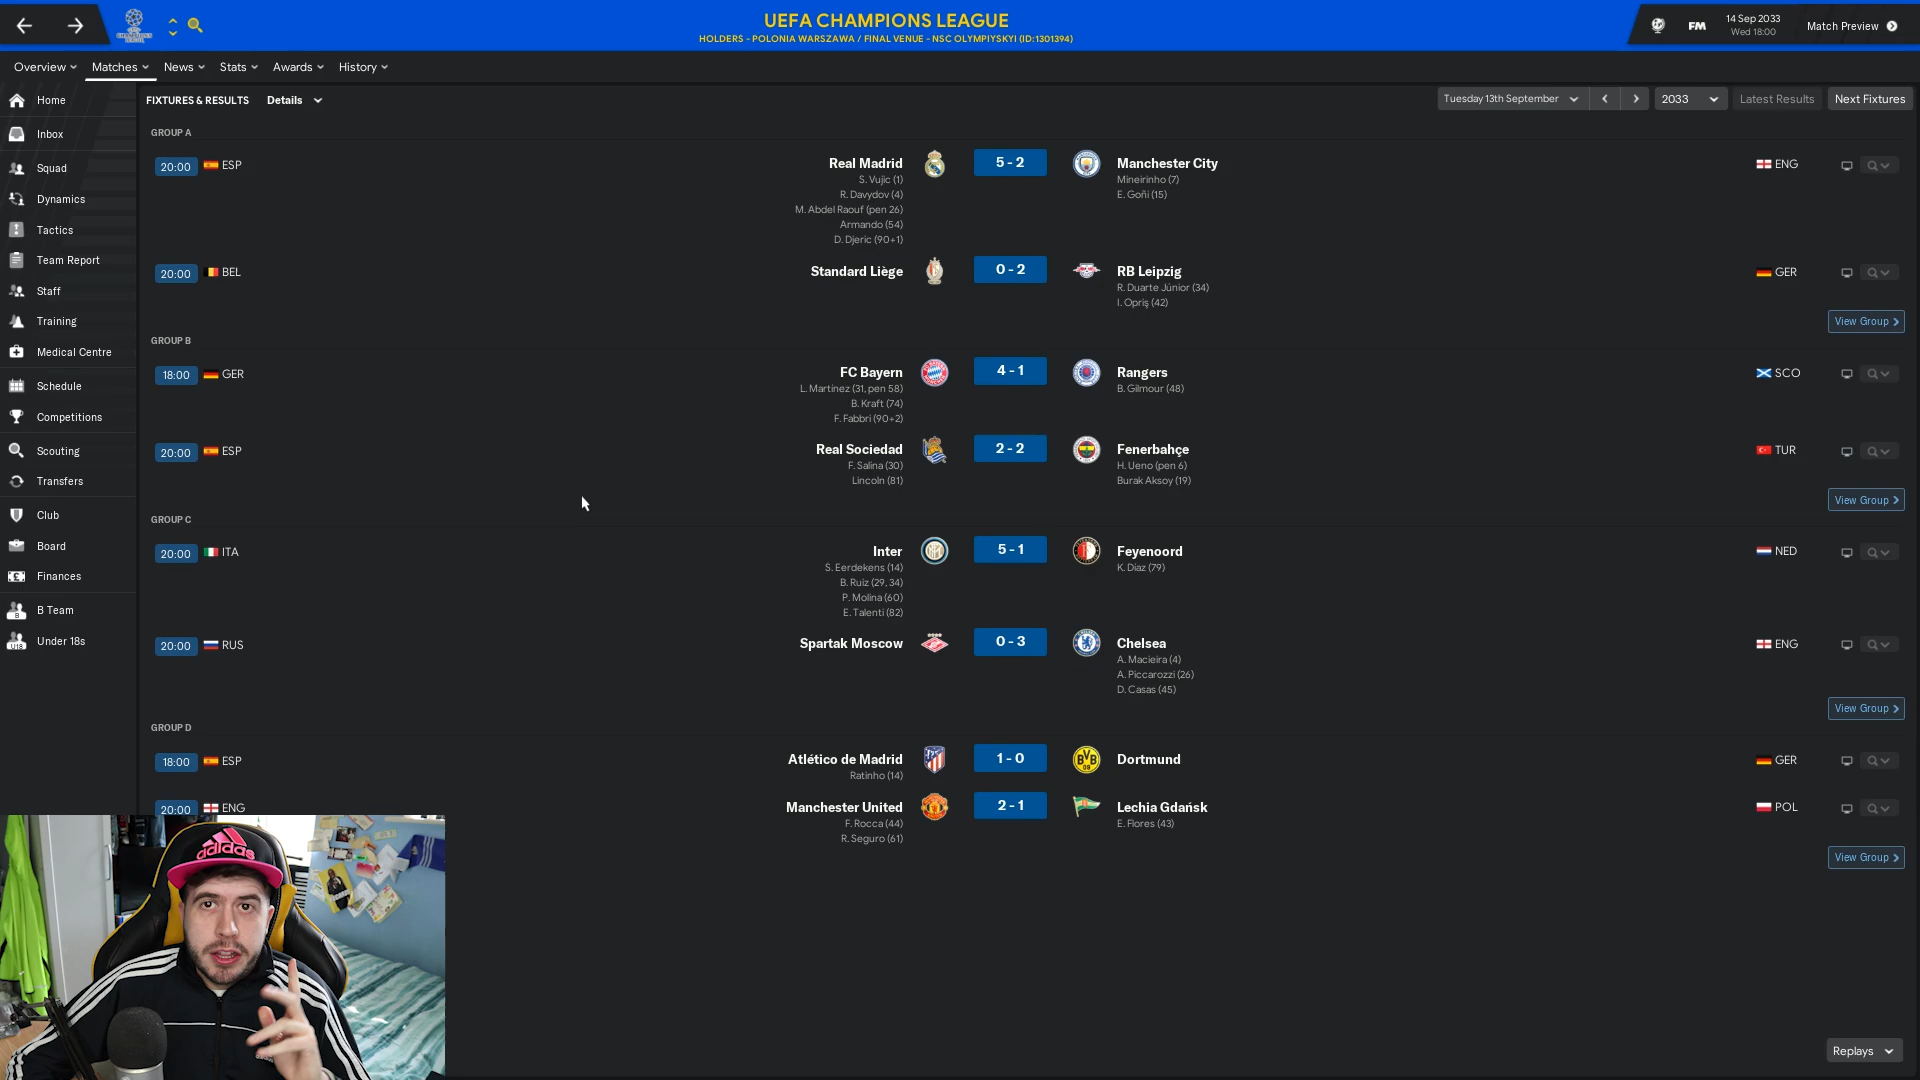 UEFA CHAMPIONS LEAGUE
HOLDERS - POLONIA WARSZAWA / FINAL VENUE - NSC OLYMPIYSKYI (ID:1301394)
FM
14 Sep 2033
Wed 18:00
Match Preview
Overview
Matches
News
Stats
Awards
History
Home
Inbox
Squad
Dynamics
Tactics
Team Report
Staff
Training
Medical Centre
Schedule
Competitions
Scouting
Transfers
Club
Board
Finances
B Team
Under 18s
FIXTURES & RESULTS
Details
Tuesday 13th September
2033
Latest Results
Next Fixtures
GROUP A
20:00 ESP Real Madrid 5 - 2 Manchester City ENG
S. Vujic (1) Mineirinho (7)
R. Davydov (4) E. Goñi (15)
M. Abdel Raouf (pen 26)
Armando (54)
D. Djeric (90+1)
20:00 BEL Standard Liège 0 - 2 RB Leipzig GER
R. Duarte Júnior (34)
I. Opriş (42)
View Group
GROUP B
18:00 GER FC Bayern 4 - 1 Rangers SCO
L. Martínez (31, pen 58) B. Gilmour (48)
B. Kraft (74)
F. Fabbri (90+2)
20:00 ESP Real Sociedad 2 - 2 Fenerbahçe TUR
F. Salina (30) H. Ueno (pen 6)
Lincoln (81) Burak Aksoy (19)
View Group
GROUP C
20:00 ITA Inter 5 - 1 Feyenoord NED
S. Eerdekens (14) K. Díaz (79)
B. Ruiz (29, 34)
P. Molina (60)
E. Talenti (82)
20:00 RUS Spartak Moscow 0 - 3 Chelsea ENG
A. Macieira (4)
A. Piccarozzi (26)
D. Casas (45)
View Group
GROUP D
18:00 ESP Atlético de Madrid 1 - 0 Dortmund GER
Ratinho (14)
20:00 ENG Manchester United 2 - 1 Lechia Gdańsk POL
F. Rocca (44) E. Flores (43)
R. Seguro (61)
View Group
adidas
Replays